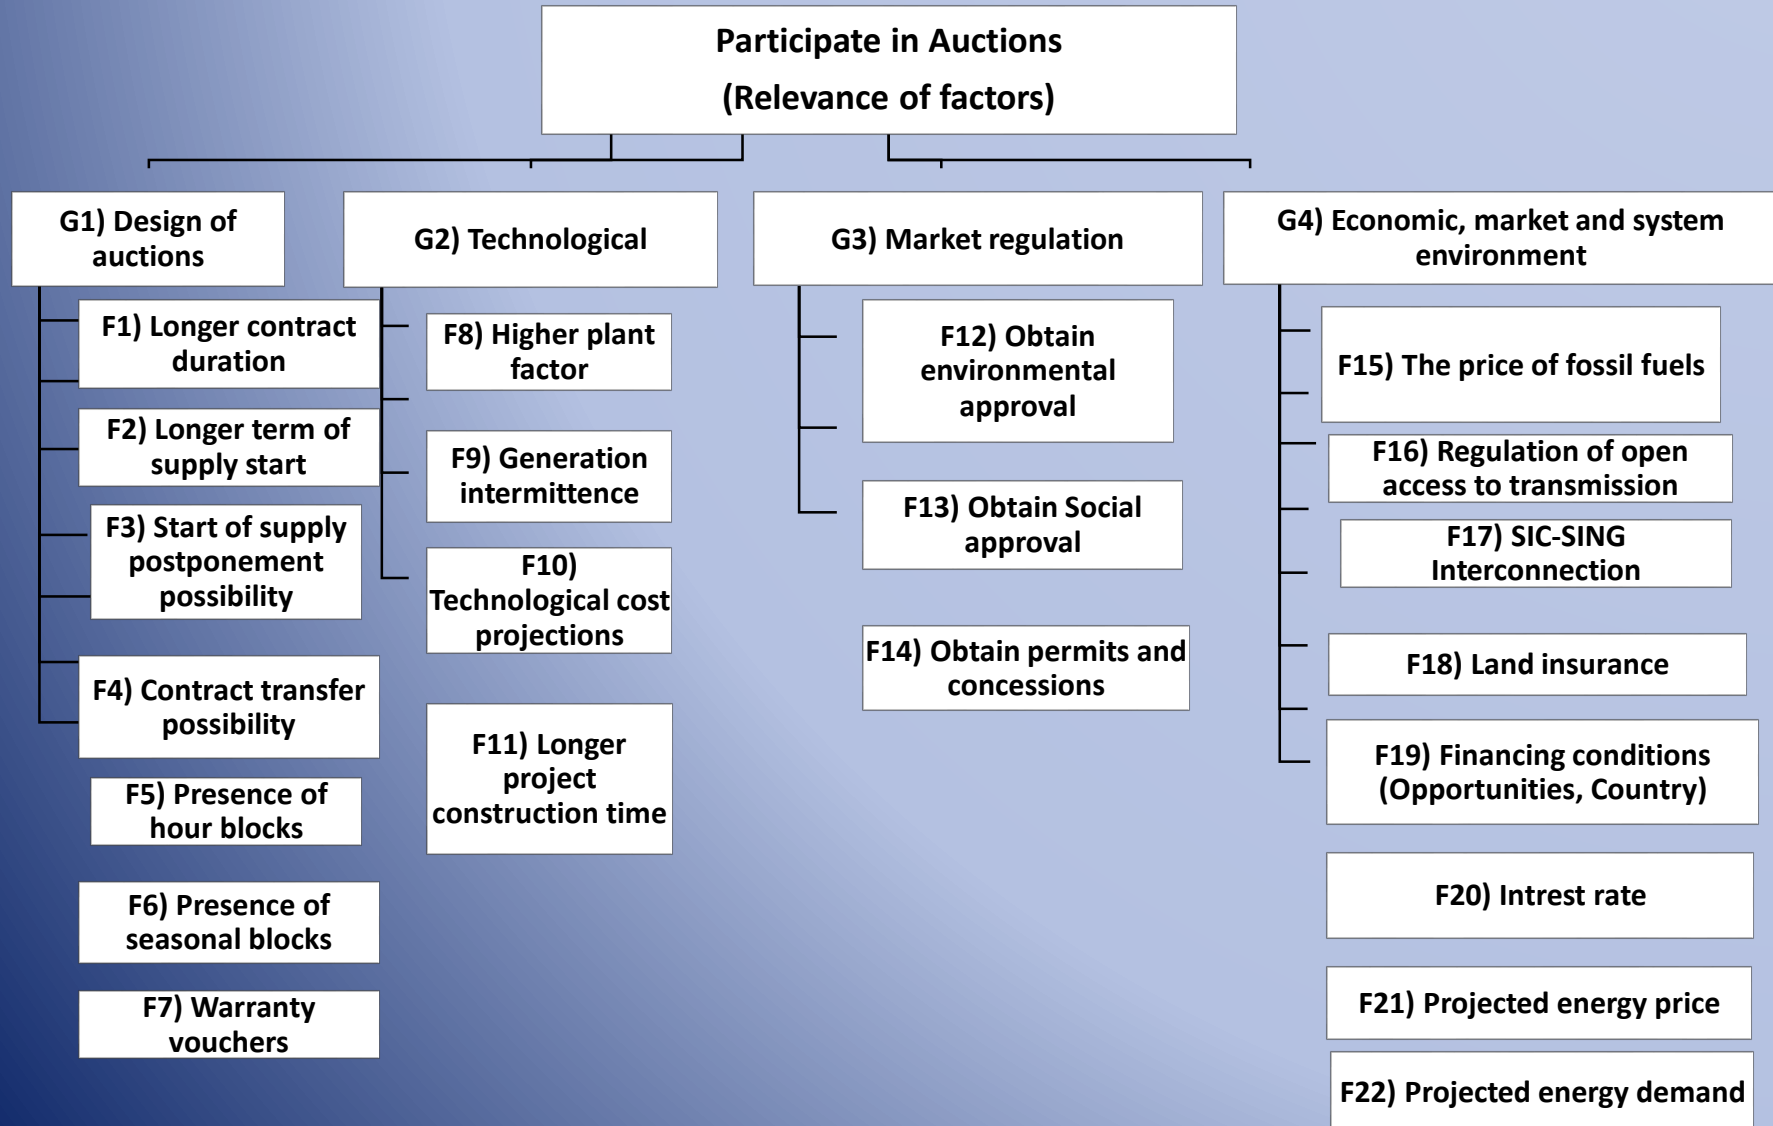 Participate in Auctions
(Relevance of factors)
G1) Design of
auctions
F1) Longer contract
duration
F2) Longer term of
supply start
F3) Start of supply
postponement
possibility
F4) Contract transfer
possibility
F5) Presence of
hour blocks
F6) Presence of
seasonal blocks
F7) Warranty
vouchers
G2) Technological
F8) Higher plant
factor
F9) Generation
intermittence
F10)
Technological cost
projections
F11) Longer
project
construction time
G3) Market regulation
F12) Obtain
environmental
approval
F13) Obtain Social
approval
F14) Obtain permits and
concessions
G4) Economic, market and system
environment
F15) The price of fossil fuels
F16) Regulation of open
access to transmission
F17) SIC-SING
Interconnection
F18) Land insurance
F19) Financing conditions
(Opportunities, Country)
F20) Intrest rate
F21) Projected energy price
F22) Projected energy demand